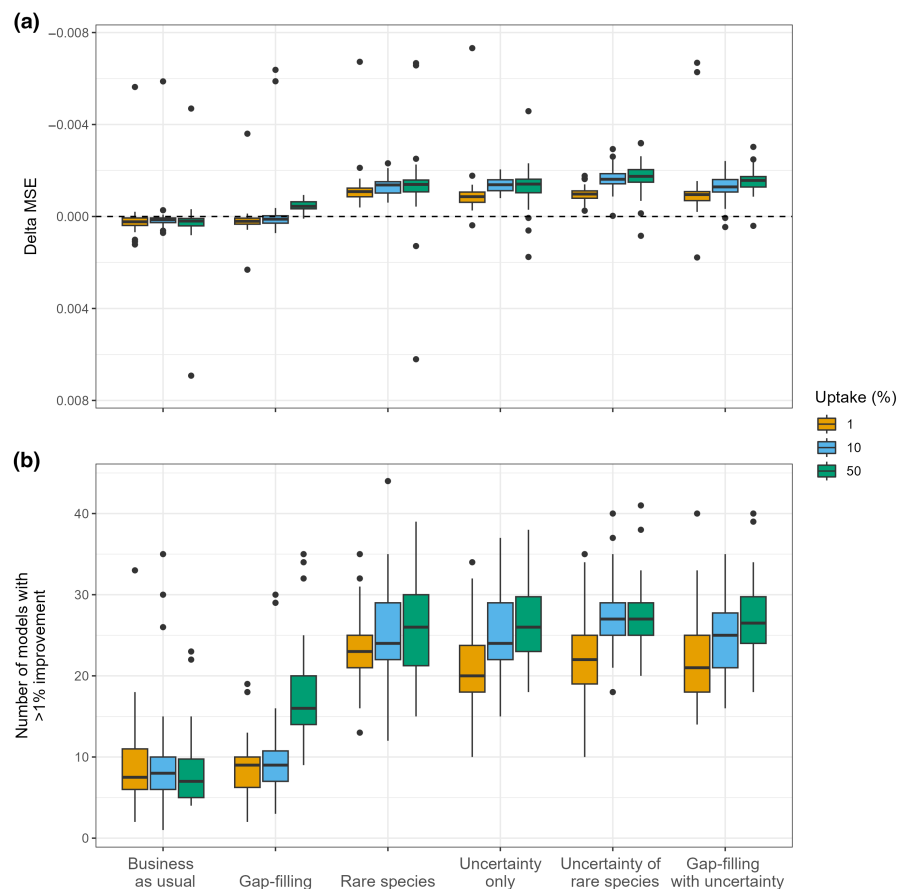 (a)
−0.008
−0.004
0.000
0.004
0.008
Delta MSE
Uptake (%)
1
10
50
(b)
40
30
20
10
0
Number of models with
>1% improvement
Business
as usual
Gap-filling
Rare species
Uncertainty
only
Uncertainty of
rare species
Gap-filling
with uncertainty